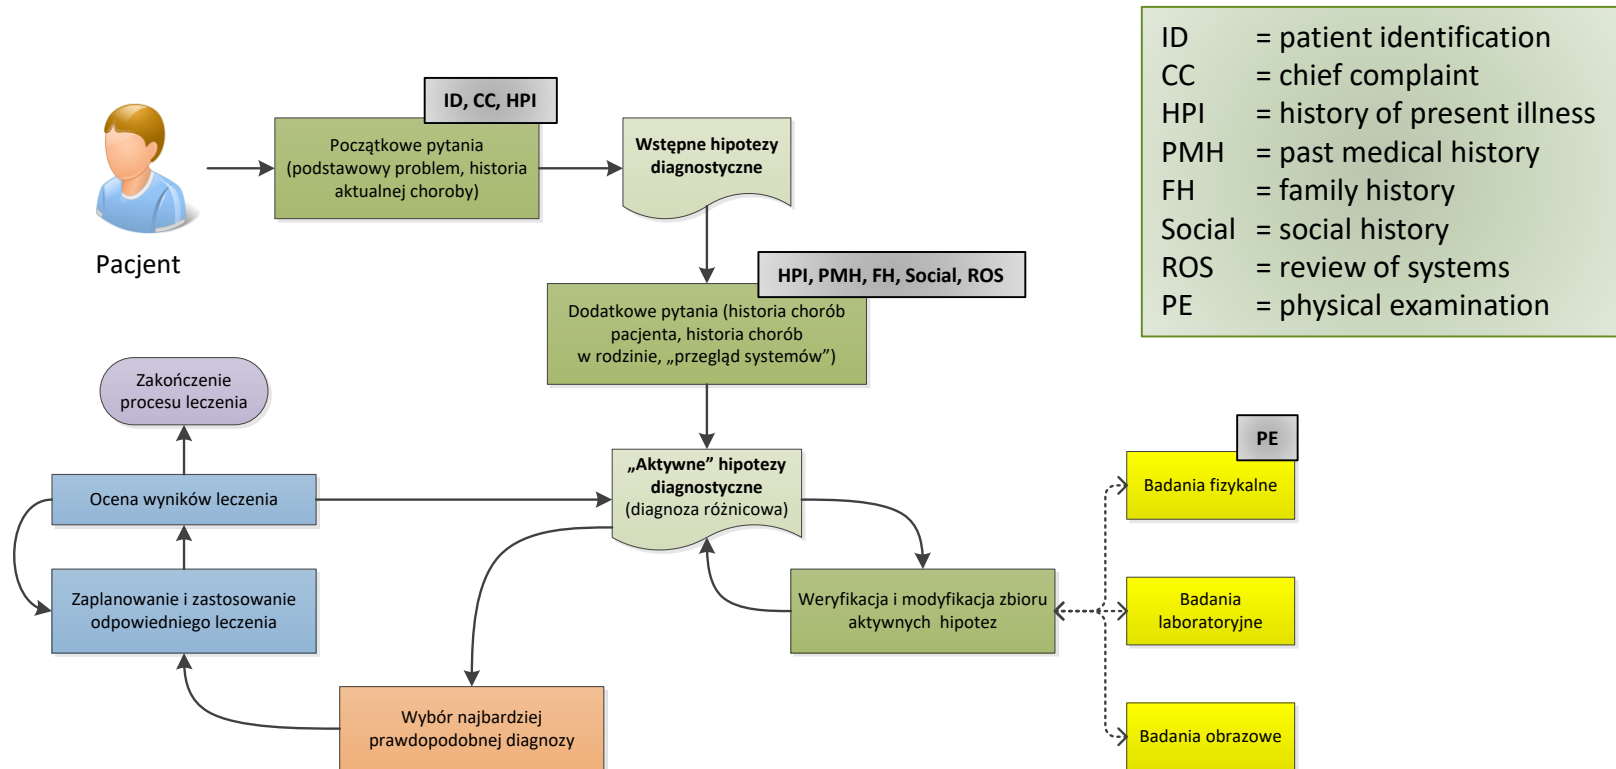 ID, CC, HPI
Początkowe pytania
(podstawowy problem, historia
aktualnej choroby)
Wstępne hipotezy
diagnostyczne
ID = patient identification
CC = chief complaint
HPI = history of present illness
PMH = past medical history
FH = family history
Social = social history
ROS = review of systems
PE = physical examination
Pacjent
HPI, PMH, FH, Social, ROS
Dodatkowe pytania (historia chorób
pacjenta, historia chorób
w rodzinie, „przegląd systemów”)
Zakończenie
procesu leczenia
Ocena wyników leczenia
„Aktywne” hipotezy
diagnostyczne
(diagnoza różnicowa)
PE
Badania fizykalne
Zaplanowanie i zastosowanie
odpowiedniego leczenia
Weryfikacja i modyfikacja zbioru
aktywnych hipotez
Badania
laboratoryjne
Wybór najbardziej
prawdopodobnej diagnozy
Badania obrazowe